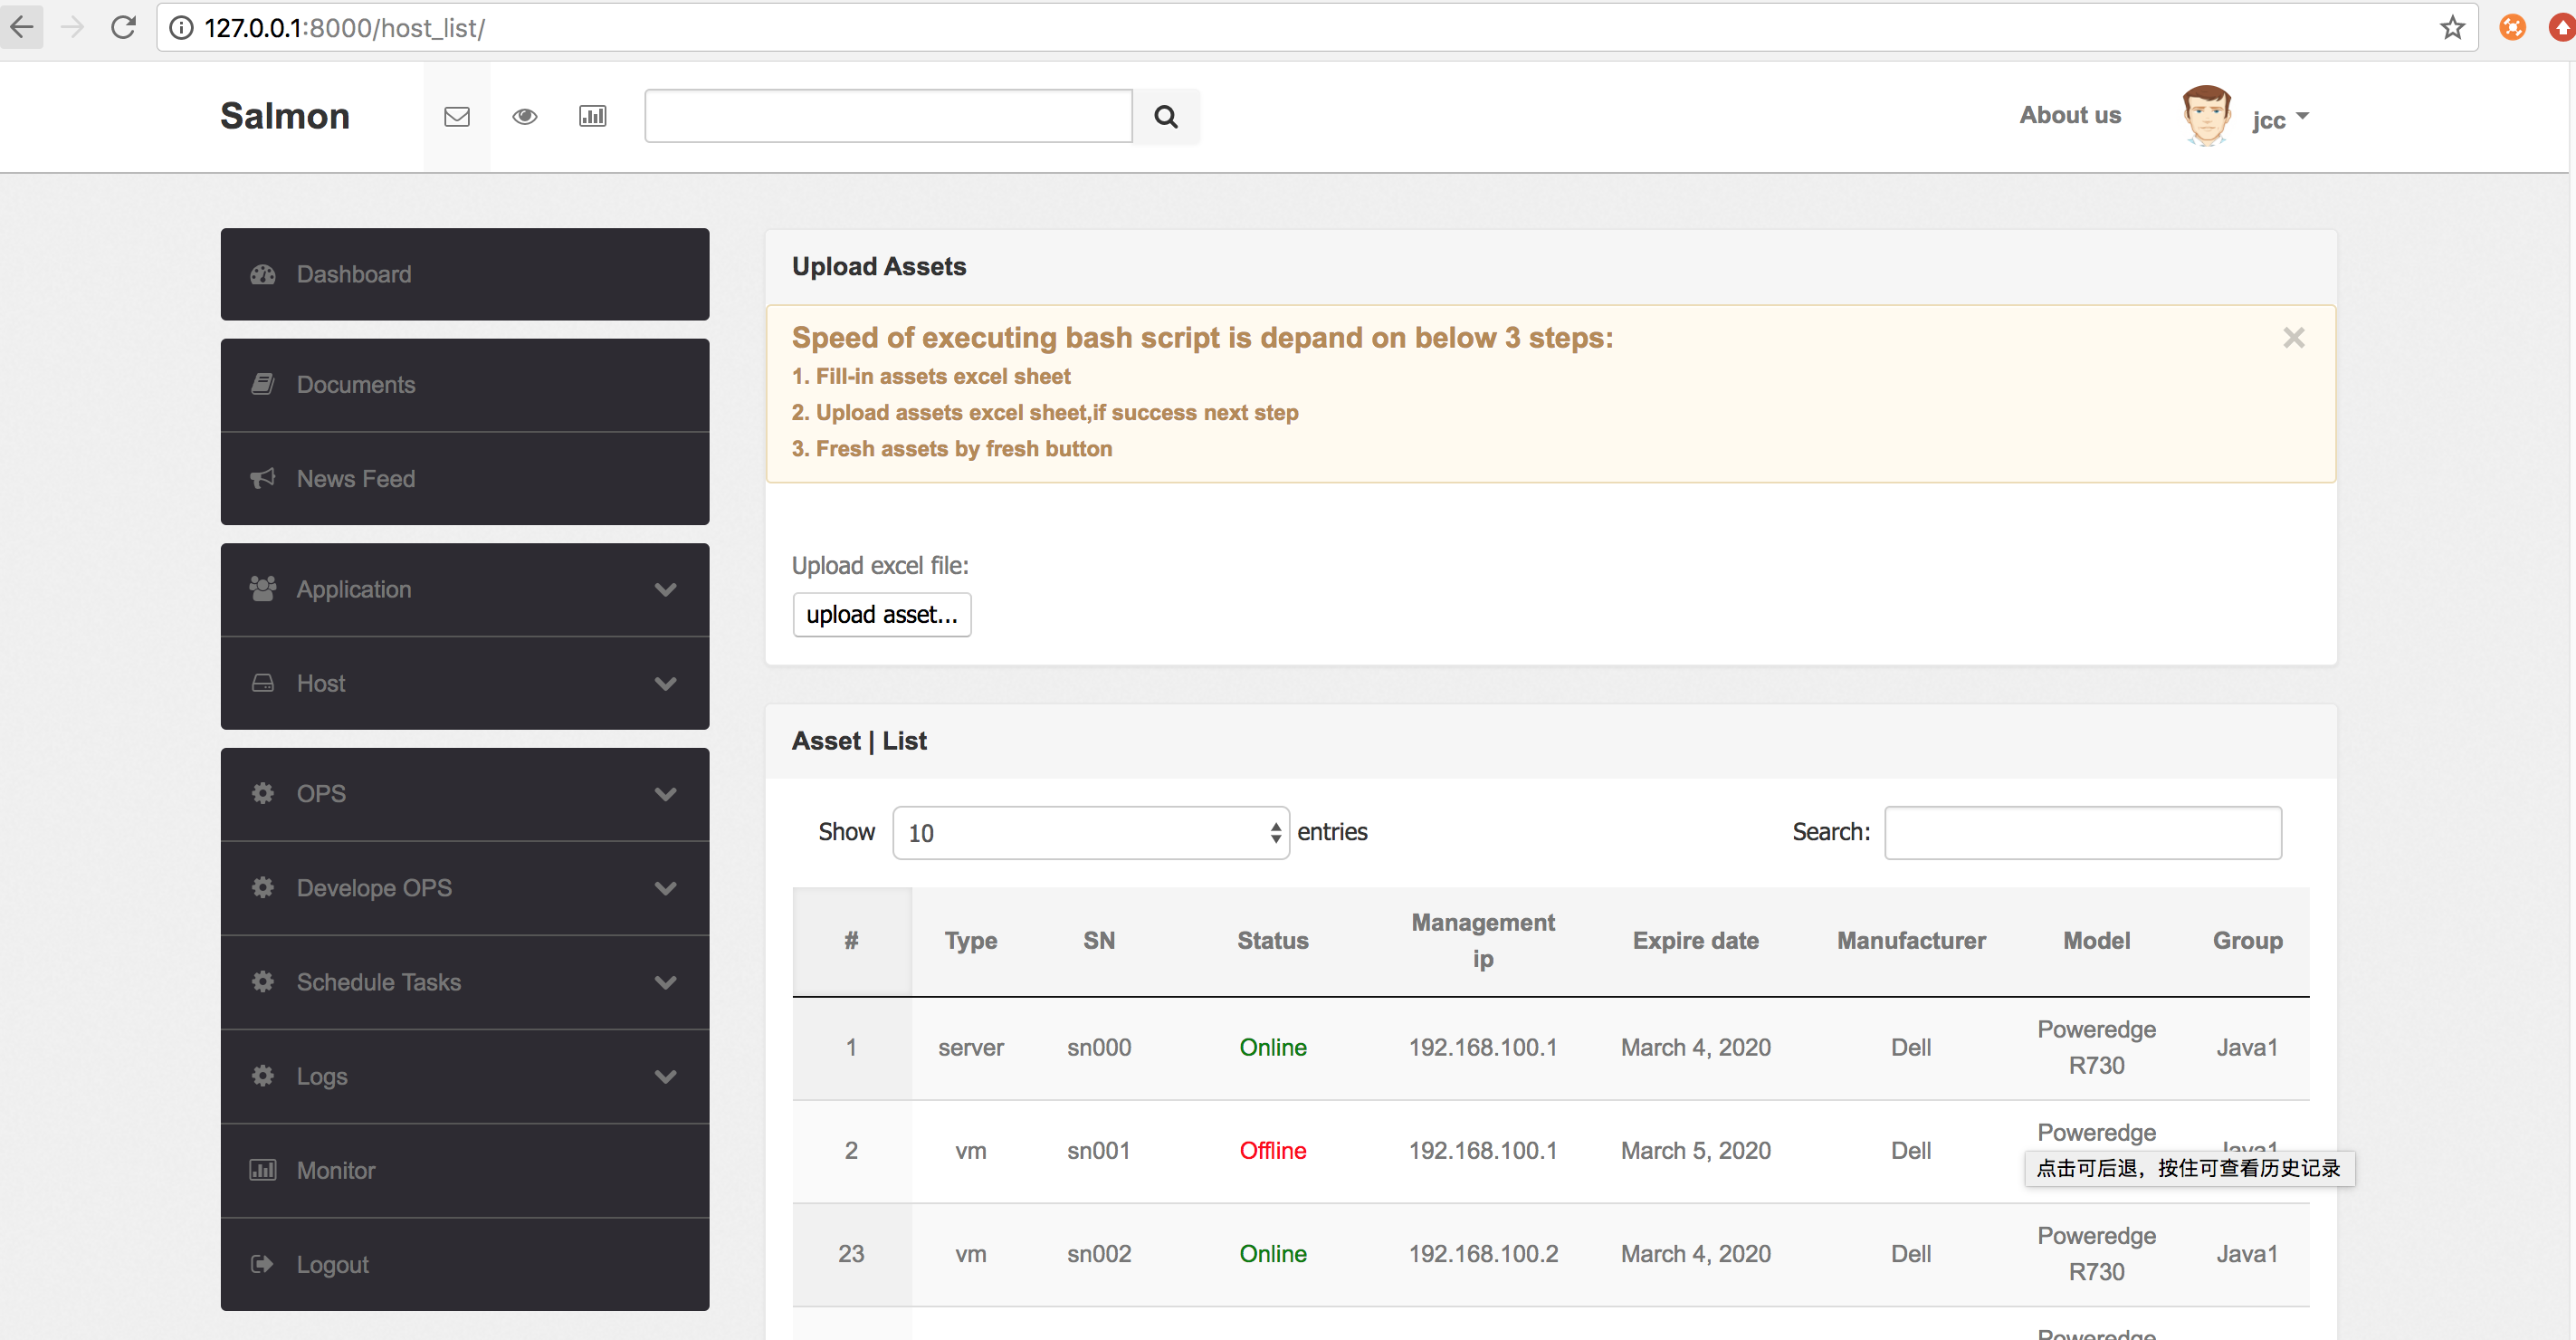 127.0.0.1:8000/host_list/
Salmon
About us
jcc
Dashboard
Documents
News Feed
Application
Host
OPS
Develope OPS
Schedule Tasks
Logs
Monitor
Logout
Upload Assets
Speed of executing bash script is depand on below 3 steps:
1. Fill-in assets excel sheet
2. Upload assets excel sheet,if success next step
3. Fresh assets by fresh button
Upload excel file:
upload asset...
Asset | List
Show 10 entries Search:
# Type SN Status Management ip Expire date Manufacturer Model Group
1 server sn000 Online 192.168.100.1 March 4, 2020 Dell Poweredge R730 Java1
2 vm sn001 Offline 192.168.100.1 March 5, 2020 Dell Poweredge Java1
点击可后退，按住可查看历史记录
23 vm sn002 Online 192.168.100.2 March 4, 2020 Dell Poweredge R730 Java1
Poweredge